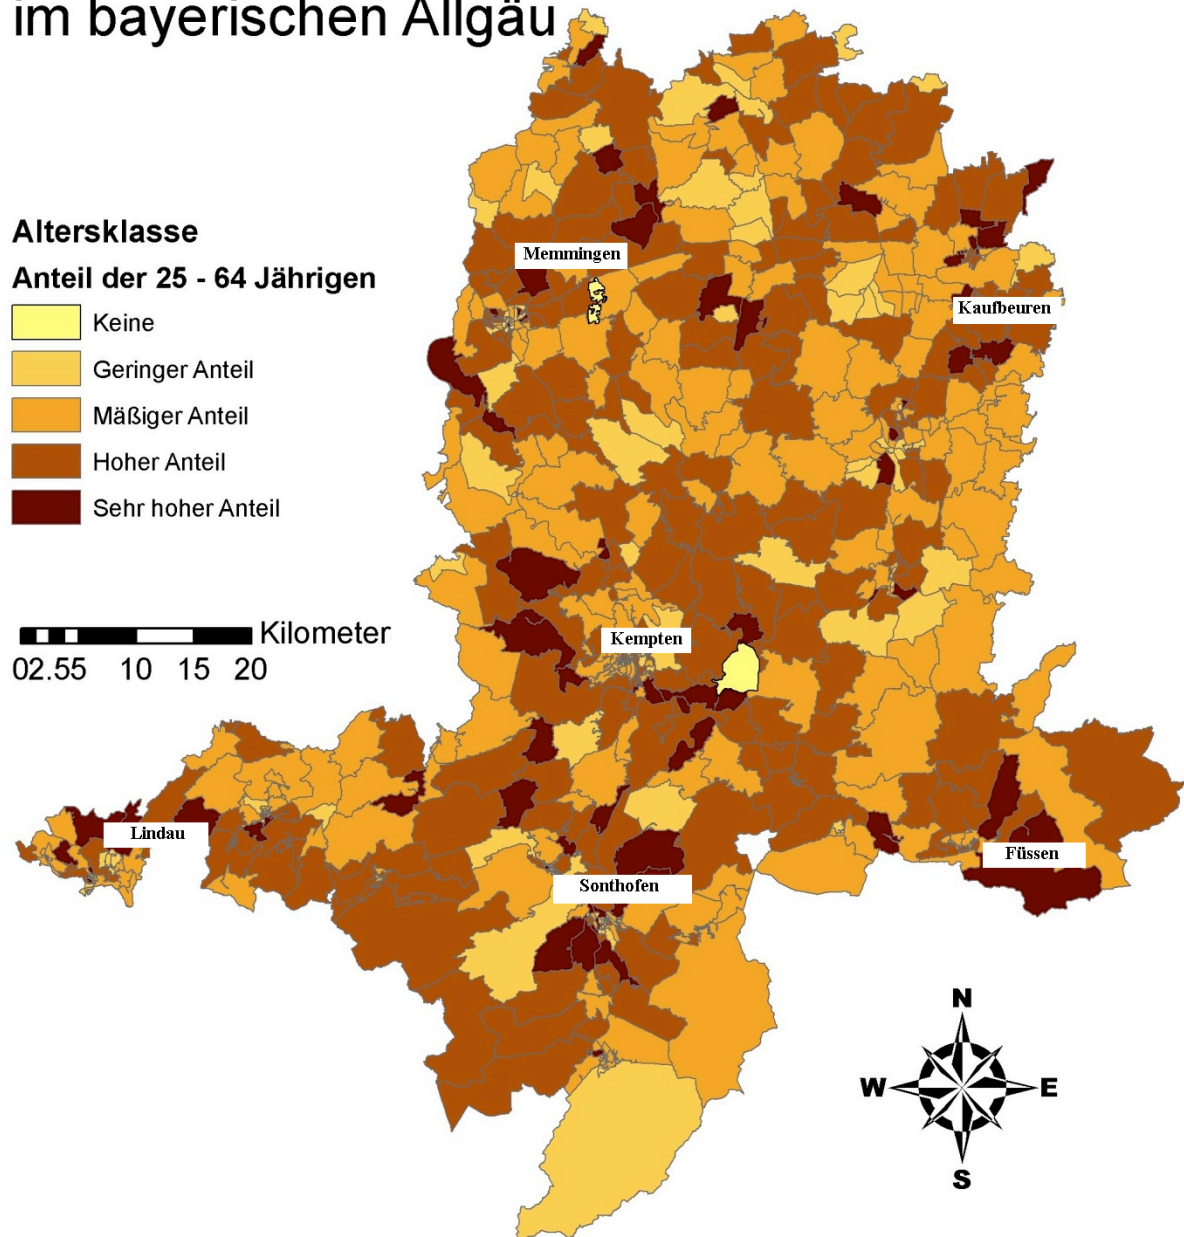 im bayerischen Allgäu
Altersklasse
Anteil der 25 - 64 Jährigen
Keine
Geringer Anteil
Mäßiger Anteil
Hoher Anteil
Sehr hoher Anteil
Kilometer
02.55 10 15 20
Memmingen
Kaufbeuren
Kempten
Lindau
Füssen
Sonthofen
N
W E
S